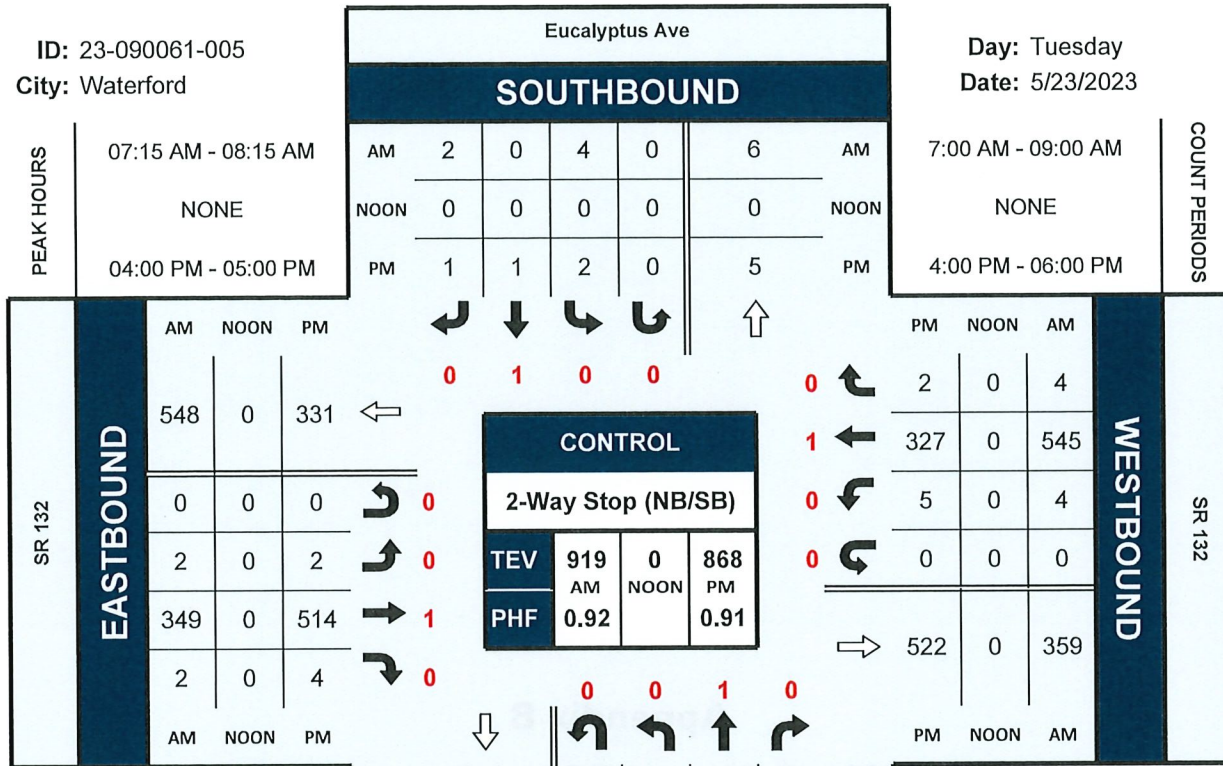 Eucalyptus Ave
ID: 23-090061-005
City: Waterford
Day: Tuesday
Date: 5/23/2023
SOUTHBOUND
PEAK HOURS
07:15 AM - 08:15 AM
NONE
04:00 PM - 05:00 PM
AM 2 0 4 0 6 AM
NOON 0 0 0 0 0 NOON
PM 1 1 2 0 5 PM
7:00 AM - 09:00 AM
NONE
4:00 PM - 06:00 PM
COUNT PERIODS
0 1 0 0
SR 132
EASTBOUND
AM NOON PM
548 0 331
0 0 0 0
2 0 2 0
349 0 514 1
2 0 4 0
AM NOON PM
CONTROL
2-Way Stop (NB/SB)
TEV 919 0 868
AM NOON PM
PHF 0.92 0.91
PM NOON AM
0 2 0 4
1 327 0 545
0 5 0 4
0 0 0 0
522 0 359
PM NOON AM
WESTBOUND
SR 132
0 0 1 0